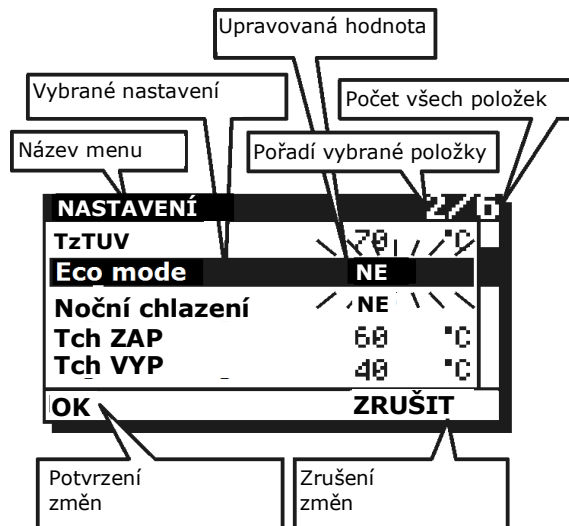 Upravovaná hodnota
Vybrané nastavení
Počet všech položek
Název menu
Pořadí vybrané položky
NASTAVENÍ 2/6
TzTUV 70 °C
Eco mode NE
Noční chlazení NE
Tch ZAP 60 °C
Tch VYP 40 °C
OK ZRUŠIT
Potvrzení
změn
Zrušení
změn